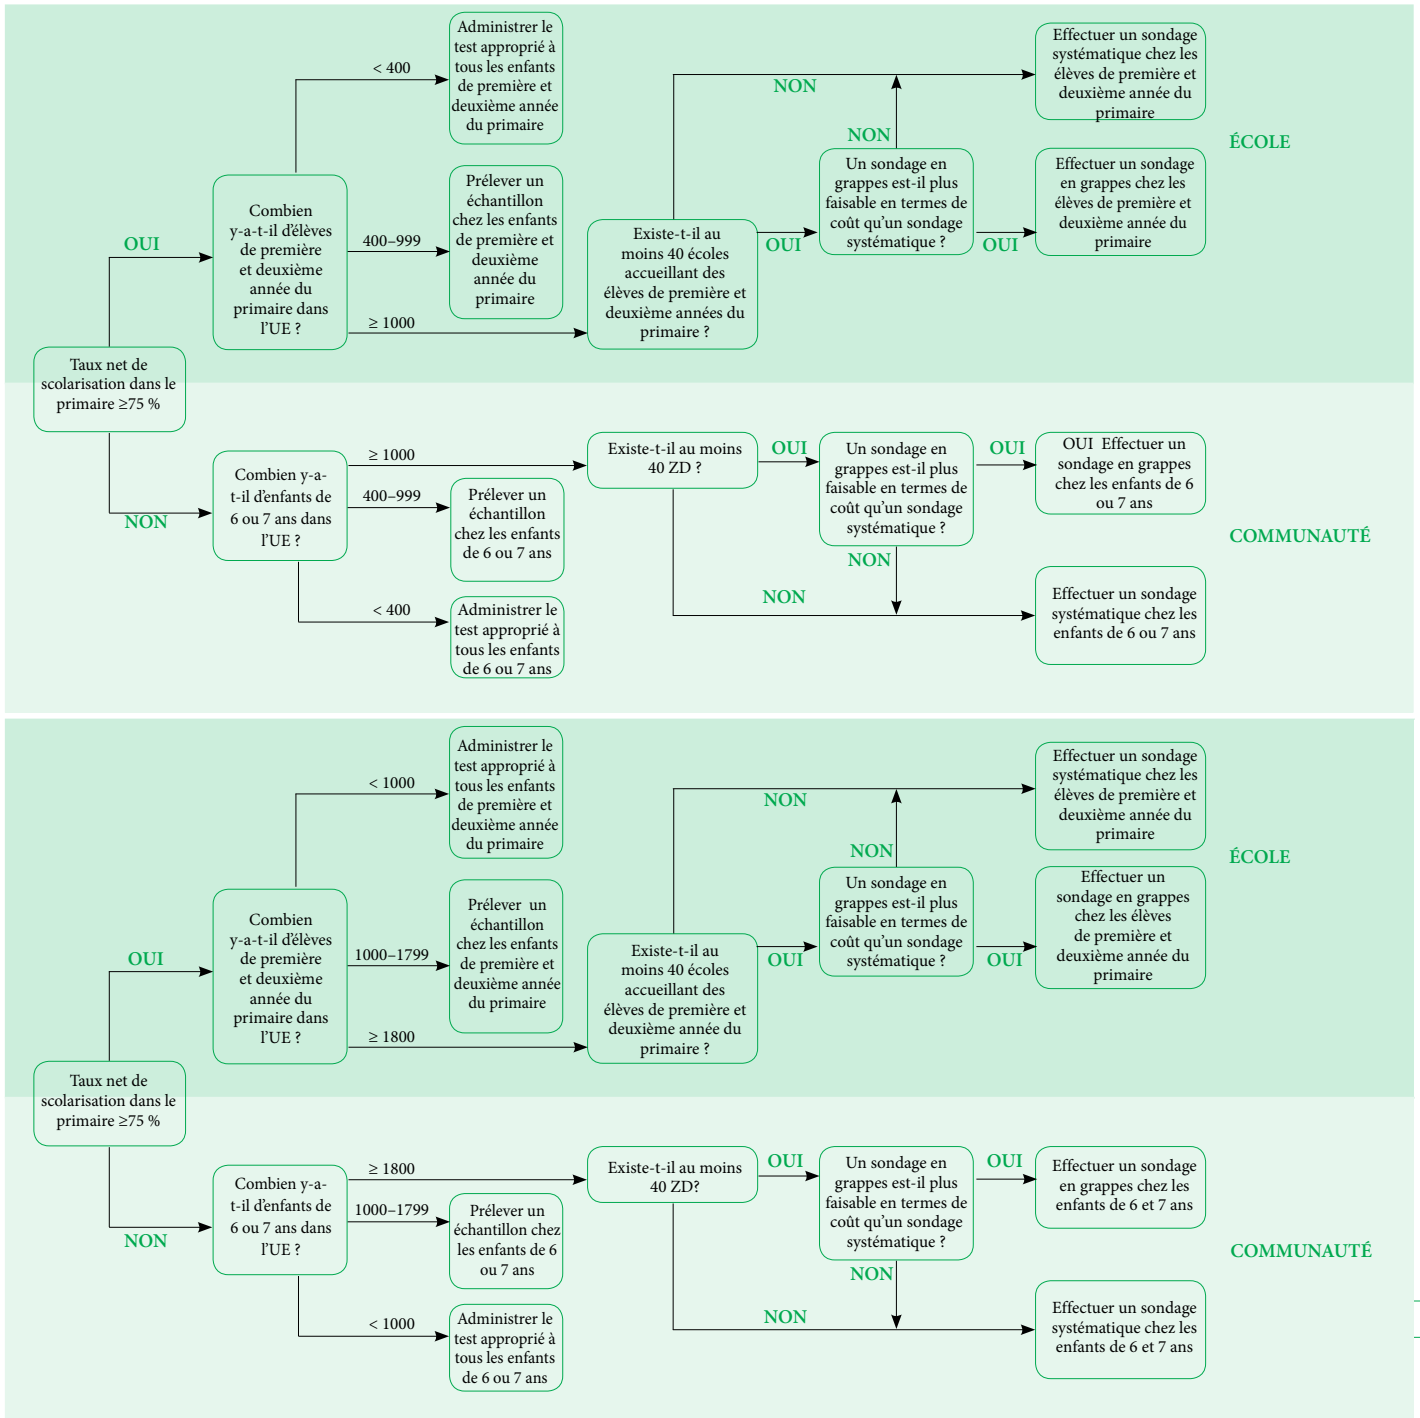 Administrer le
test approprié à
tous les enfants
de première et
deuxième année
du primaire
< 400
Effectuer un sondage
systématique chez les
élèves de première et
deuxième année du
primaire
NON
NON
ÉCOLE
Combien
y-a-t-il d'élèves
de première
et deuxième
année du
primaire dans
l'UE ?
OUI
Prélever un
échantillon
chez les enfants
de première et
deuxième
année du
primaire
400–999
≥ 1000
Existe-t-il au
moins 40 écoles
accueillant des
élèves de première et
deuxième années du
primaire ?
OUI
Un sondage en
grappes est-il plus
faisable en termes de
coût qu'un sondage
systématique ?
OUI
Effectuer un sondage
en grappes chez les
élèves de première et
deuxième année du
primaire
Taux net de
scolarisation dans le
primaire ≥75 %
NON
Combien y-a-
t-il d'enfants de
6 ou 7 ans dans
l'UE ?
≥ 1000
400–999
< 400
Prélever un
échantillon
chez les enfants
de 6 ou 7 ans
Administrer le
test approprié à
tous les enfants
de 6 ou 7 ans
Existe-t-il au moins
40 ZD ?
OUI
Un sondage en
grappes est-il plus
faisable en termes de
coût qu'un sondage
systématique ?
OUI
OUI  Effectuer un
sondage en grappes
chez les enfants de 6
ou 7 ans
NON
NON
Effectuer un sondage
systématique chez les
enfants de 6 ou 7 ans
COMMUNAUTÉ
Administrer le
test approprié à
tous les enfants
de première et
deuxième année
du primaire
< 1000
Effectuer un sondage
systématique chez les
élèves de première et
deuxième année du
primaire
NON
NON
ÉCOLE
Combien
y-a-t-il d'élèves
de première
et deuxième
année du
primaire dans
l'UE ?
OUI
Prélever  un
échantillon
chez les enfants
de première et
deuxième année
du primaire
1000–1799
≥ 1800
Existe-t-il au
moins 40 écoles
accueillant des
élèves de première et
deuxième année du
primaire ?
OUI
Un sondage en
grappes est-il plus
faisable en termes de
coût qu'un sondage
systématique ?
OUI
Effectuer un
sondage en grappes
chez les élèves
de première et
deuxième année du
primaire
Taux net de
scolarisation dans le
primaire ≥75 %
NON
Combien y-a-
t-il d'enfants de
6 ou 7 ans dans
l'UE ?
≥ 1800
1000–1799
< 1000
Prélever un
échantillon chez
les enfants de 6
ou 7 ans
Administrer le
test approprié à
tous les enfants
de 6 ou 7 ans
Existe-t-il au moins
40 ZD?
OUI
Un sondage en
grappes est-il plus
faisable en termes de
coût qu'un sondage
systématique ?
OUI
Effectuer un sondage
en grappes chez les
enfants de 6 et 7 ans
NON
NON
Effectuer un sondage
systématique chez les
enfants de 6 et 7 ans
COMMUNAUTÉ